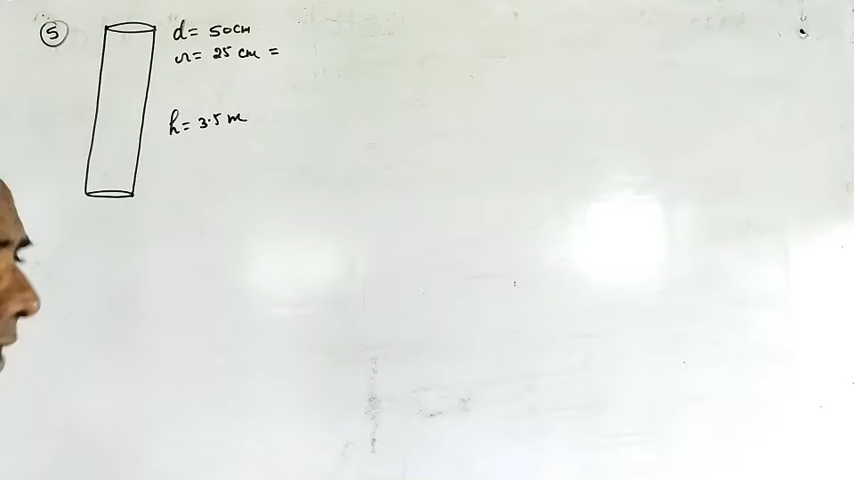 5
d = 50cm
r = 25 cm =
h = 3.5 m